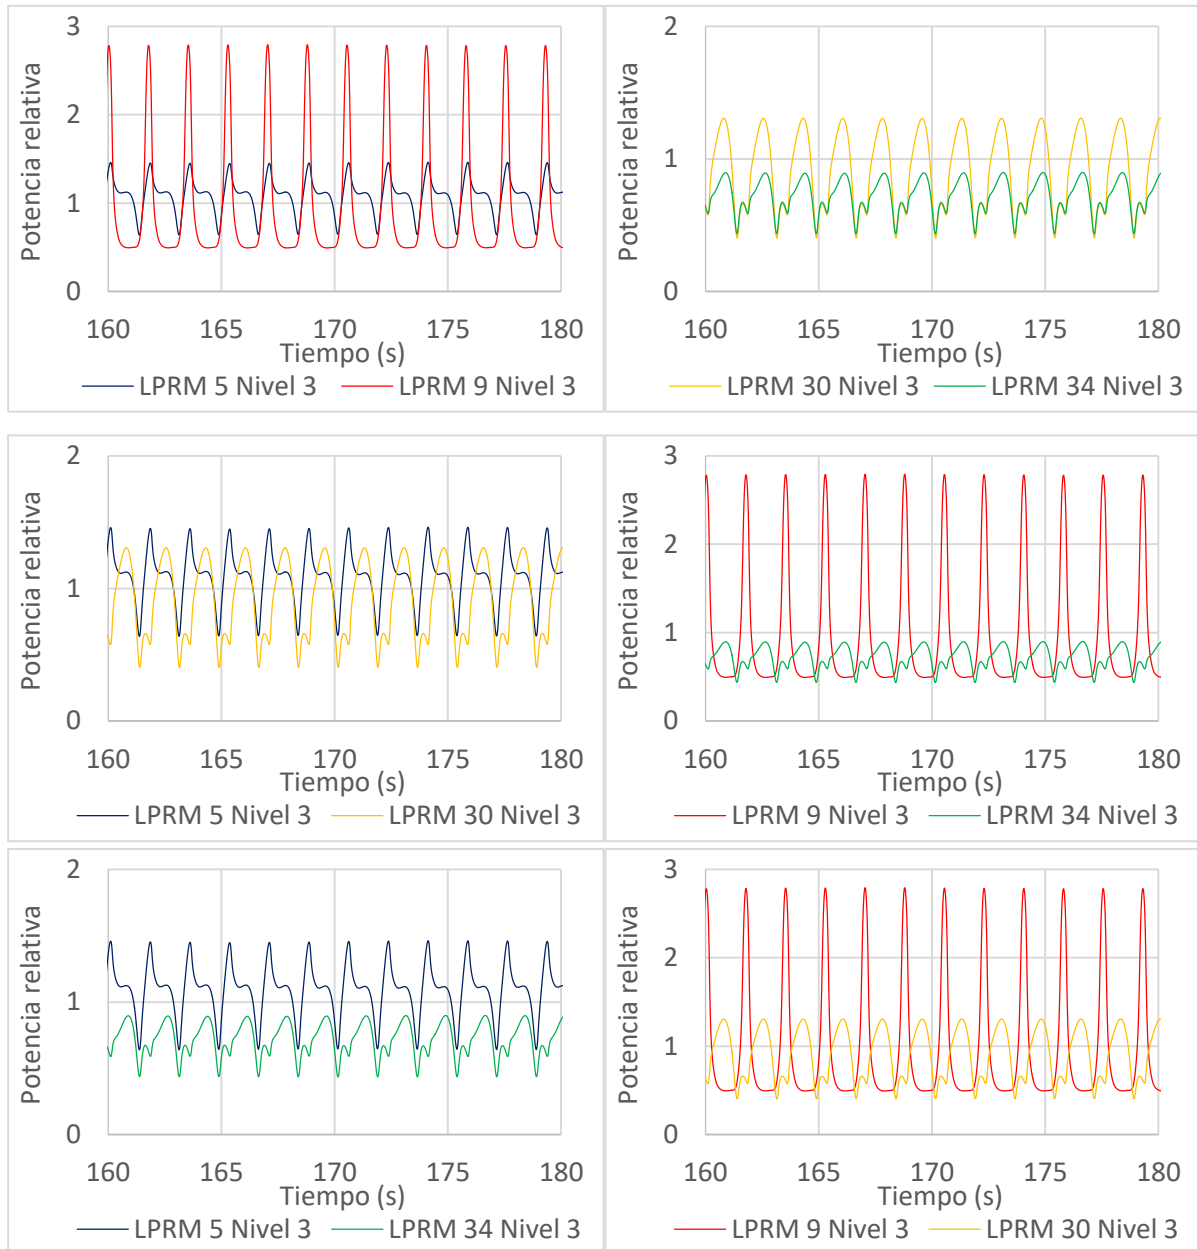 Potencia relativa
3
2
1
0
160 165 170 175 180
Tiempo (s)
LPRM 5 Nivel 3 LPRM 9 Nivel 3
Potencia relativa
2
1
0
160 165 170 175 180
Tiempo (s)
LPRM 30 Nivel 3 LPRM 34 Nivel 3
Potencia relativa
2
1
0
160 165 170 175 180
Tiempo (s)
LPRM 5 Nivel 3 LPRM 30 Nivel 3
Potencia relativa
3
2
1
0
160 165 170 175 180
Tiempo (s)
LPRM 9 Nivel 3 LPRM 34 Nivel 3
Potencia relativa
2
1
0
160 165 170 175 180
Tiempo (s)
LPRM 5 Nivel 3 LPRM 34 Nivel 3
Potencia relativa
3
2
1
0
160 165 170 175 180
Tiempo (s)
LPRM 9 Nivel 3 LPRM 30 Nivel 3